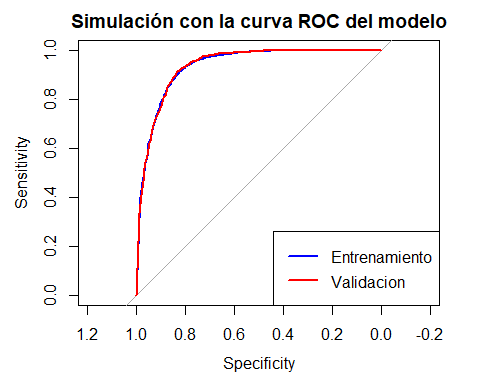 Simulación con la curva ROC del modelo
Sensitivity
1.0
0.8
0.6
0.4
0.2
0.0
Entrenamiento
Validacion
1.2 1.0 0.8 0.6 0.4 0.2 0.0 -0.2
Specificity